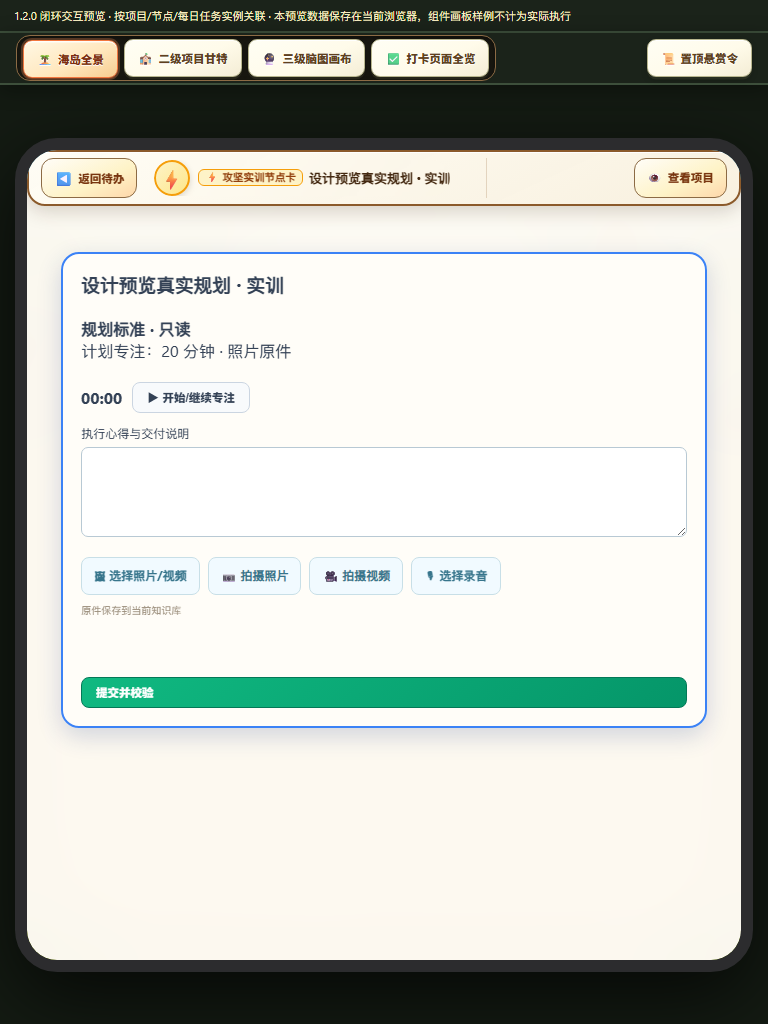 1.2.0 闭环交互预览 · 按项目/节点/每日任务实例关联 · 本预览数据保存在当前浏览器，组件画板样例不计为实际执行
海岛全景
二级项目甘特
三级脑图画布
打卡页面全览
置顶悬赏令
返回待办
攻坚实训节点卡
设计预览真实规划 · 实训
查看项目
设计预览真实规划 · 实训
规划标准 · 只读
计划专注：20 分钟 · 照片原件
00:00
▶ 开始/继续专注
执行心得与交付说明
选择照片/视频
拍摄照片
拍摄视频
选择录音
原件保存到当前知识库
提交并校验